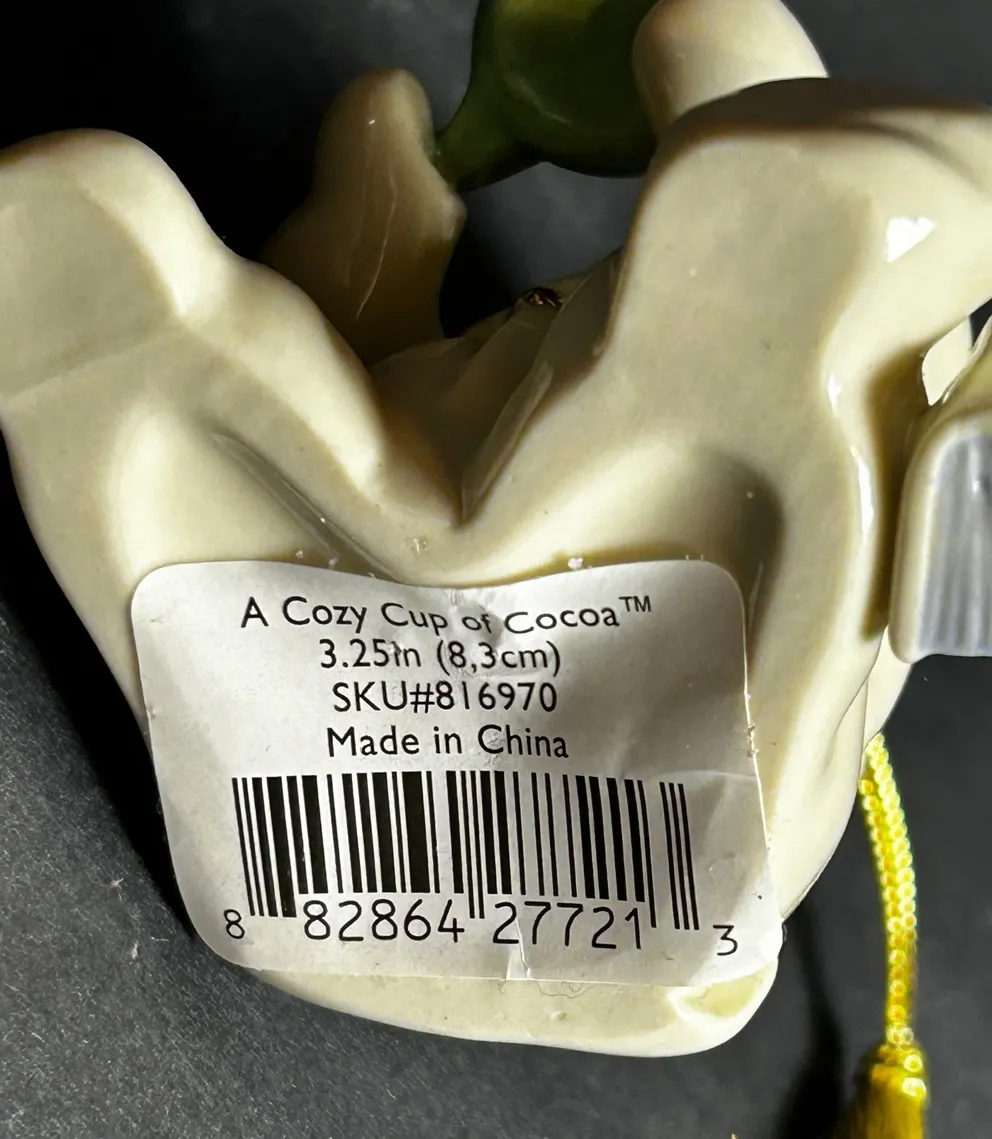 A Cozy Cup of Cocoa™
3.25in (8,3cm)
SKU#816970
Made in China
8 82864 27721 3